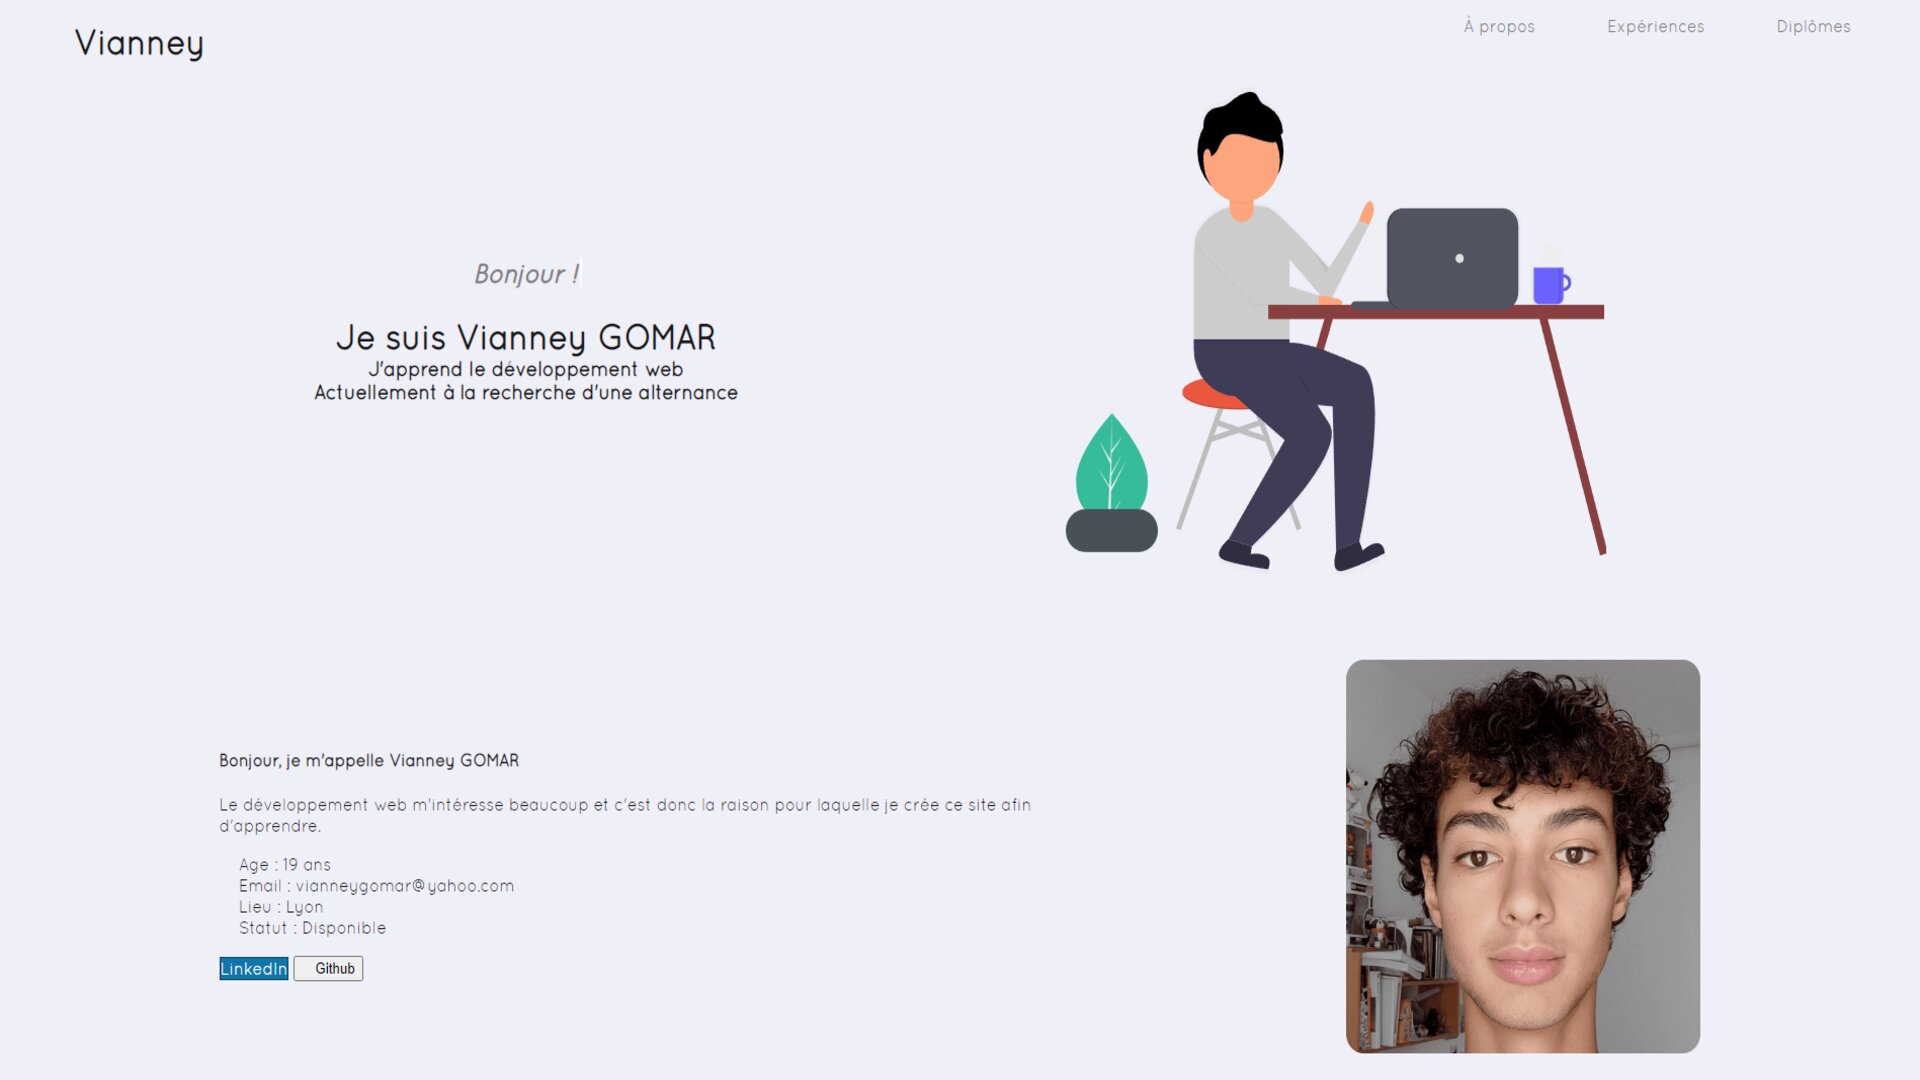 Vianney
À propos
Expériences
Diplômes
Bonjour !
Je suis Vianney GOMAR
J'apprend le développement web
Actuellement à la recherche d'une alternance
Bonjour, je m'appelle Vianney GOMAR
Le développement web m'intéresse beaucoup et c'est donc la raison pour laquelle je crée ce site afin
d'apprendre.
Age : 19 ans
Email : vianneygomar@yahoo.com
Lieu : Lyon
Statut : Disponible
LinkedIn
Github